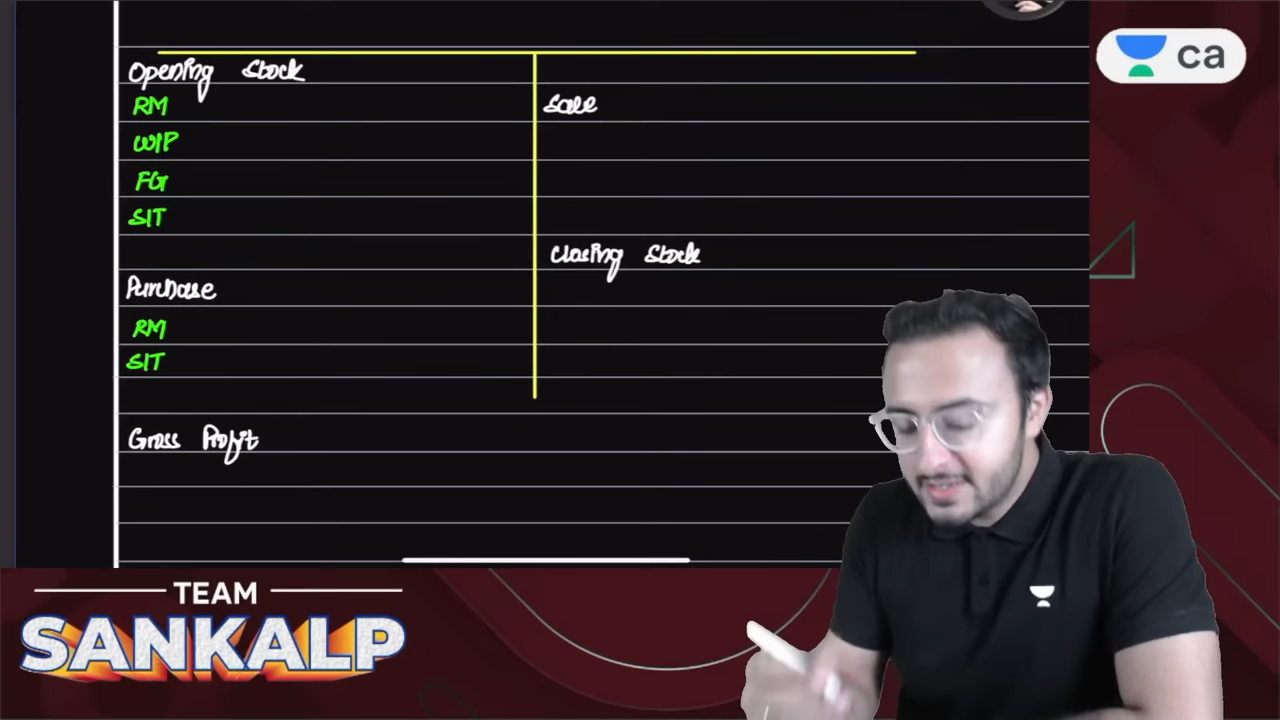 Opening Stock
RM
WIP
FG
SIT
Purchase
RM
SIT
Gross Profit
Sale
Closing Stock
ca
TEAM
SANKALP